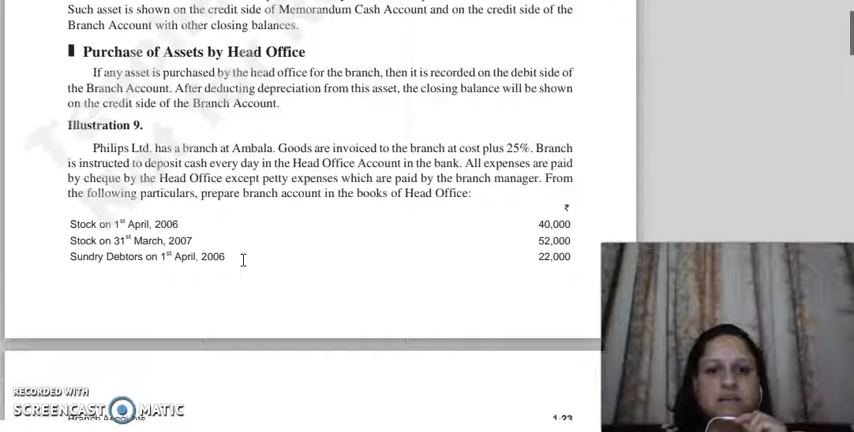 Such asset is shown on the credit side of Memorandum Cash Account and on the credit side of the
Branch Account with other closing balances.
Purchase of Assets by Head Office
If any asset is purchased by the head office for the branch, then it is recorded on the debit side of
the Branch Account. After deducting depreciation from this asset, the closing balance will be shown
on the credit side of the Branch Account.
Illustration 9.
Philips Ltd. has a branch at Ambala. Goods are invoiced to the branch at cost plus 25%. Branch
is instructed to deposit cash every day in the Head Office Account in the bank. All expenses are paid
by cheque by the Head Office except petty expenses which are paid by the branch manager. From
the following particulars, prepare branch account in the books of Head Office:
₹
Stock on 1st April, 2006 40,000
Stock on 31st March, 2007 52,000
Sundry Debtors on 1st April, 2006 22,000
RECORDED WITH
SCREENCAST MATIC
1.23